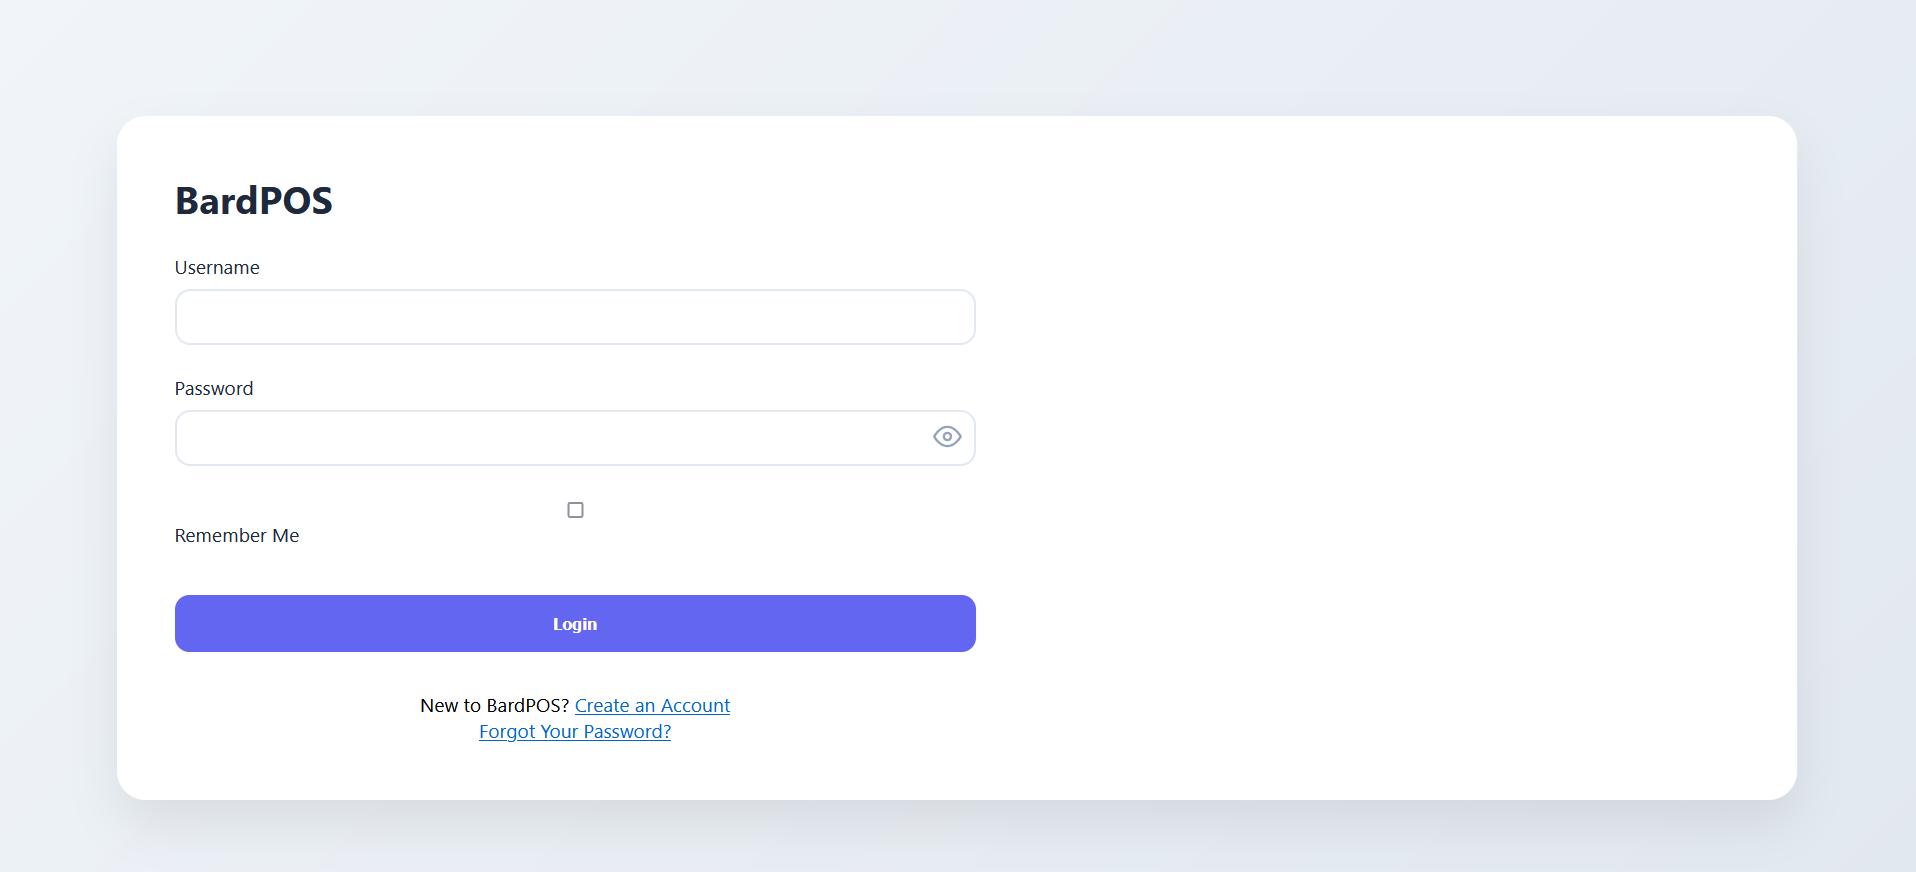 BardPOS
Username
Password
Remember Me
Login
New to BardPOS? Create an Account
Forgot Your Password?